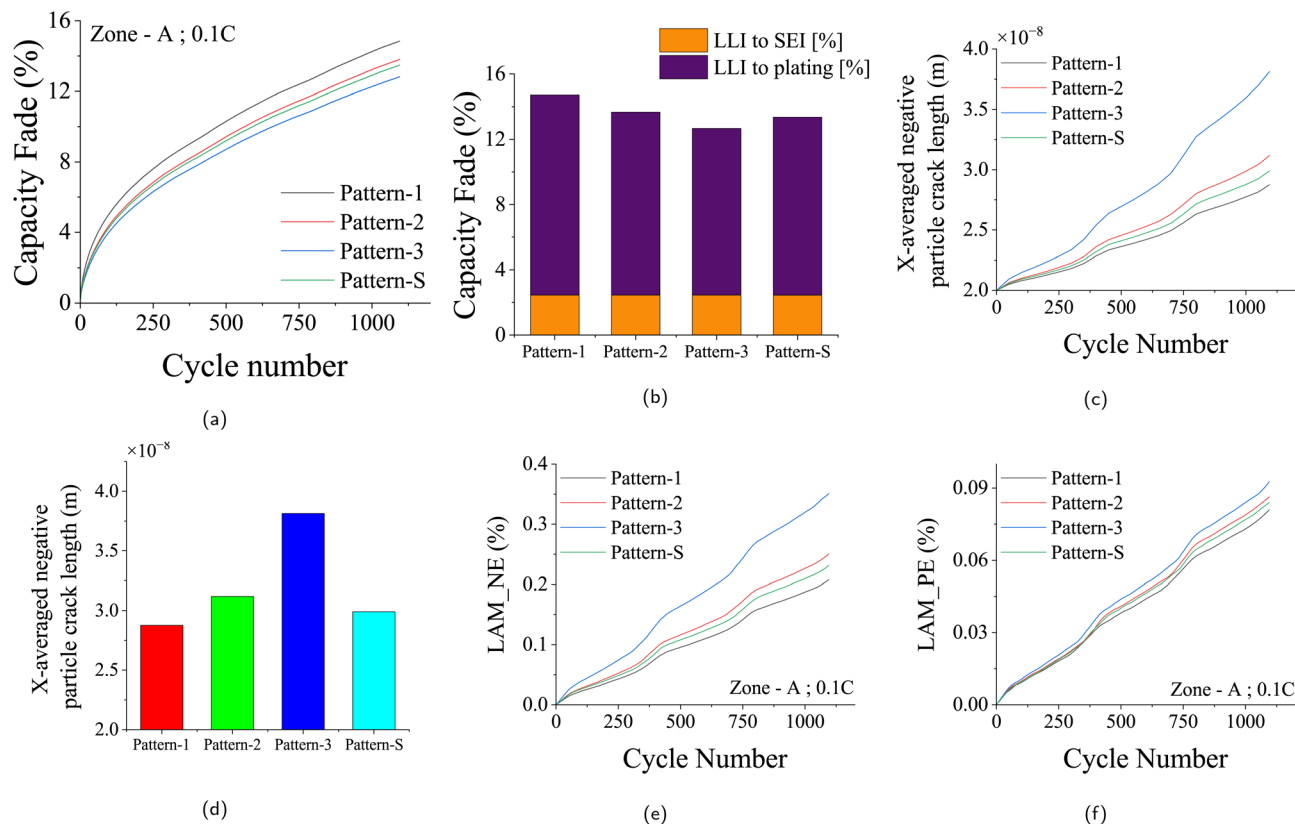 Capacity Fade (%)
16
12
8
4
0
Zone - A ; 0.1C
Pattern-1
Pattern-2
Pattern-3
Pattern-S
0
250
500
750
1000
Cycle number
(a)
LLI to SEI [%]
LLI to plating [%]
Capacity Fade (%)
16
12
8
4
0
Pattern-1
Pattern-2
Pattern-3
Pattern-S
(b)
×10⁻⁸
X-averaged negative
particle crack length (m)
4.0
3.5
3.0
2.5
2.0
Pattern-1
Pattern-2
Pattern-3
Pattern-S
0
250
500
750
1000
Cycle Number
(c)
×10⁻⁸
X-averaged negative
particle crack length (m)
4.0
3.5
3.0
2.5
2.0
Pattern-1
Pattern-2
Pattern-3
Pattern-S
(d)
LAM_NE (%)
0.4
0.3
0.2
0.1
0.0
Pattern-1
Pattern-2
Pattern-3
Pattern-S
Zone - A ; 0.1C
0
250
500
750
1000
Cycle Number
(e)
LAM_PE (%)
0.09
0.06
0.03
0.00
Pattern-1
Pattern-2
Pattern-3
Pattern-S
Zone - A ; 0.1C
0
250
500
750
1000
Cycle Number
(f)